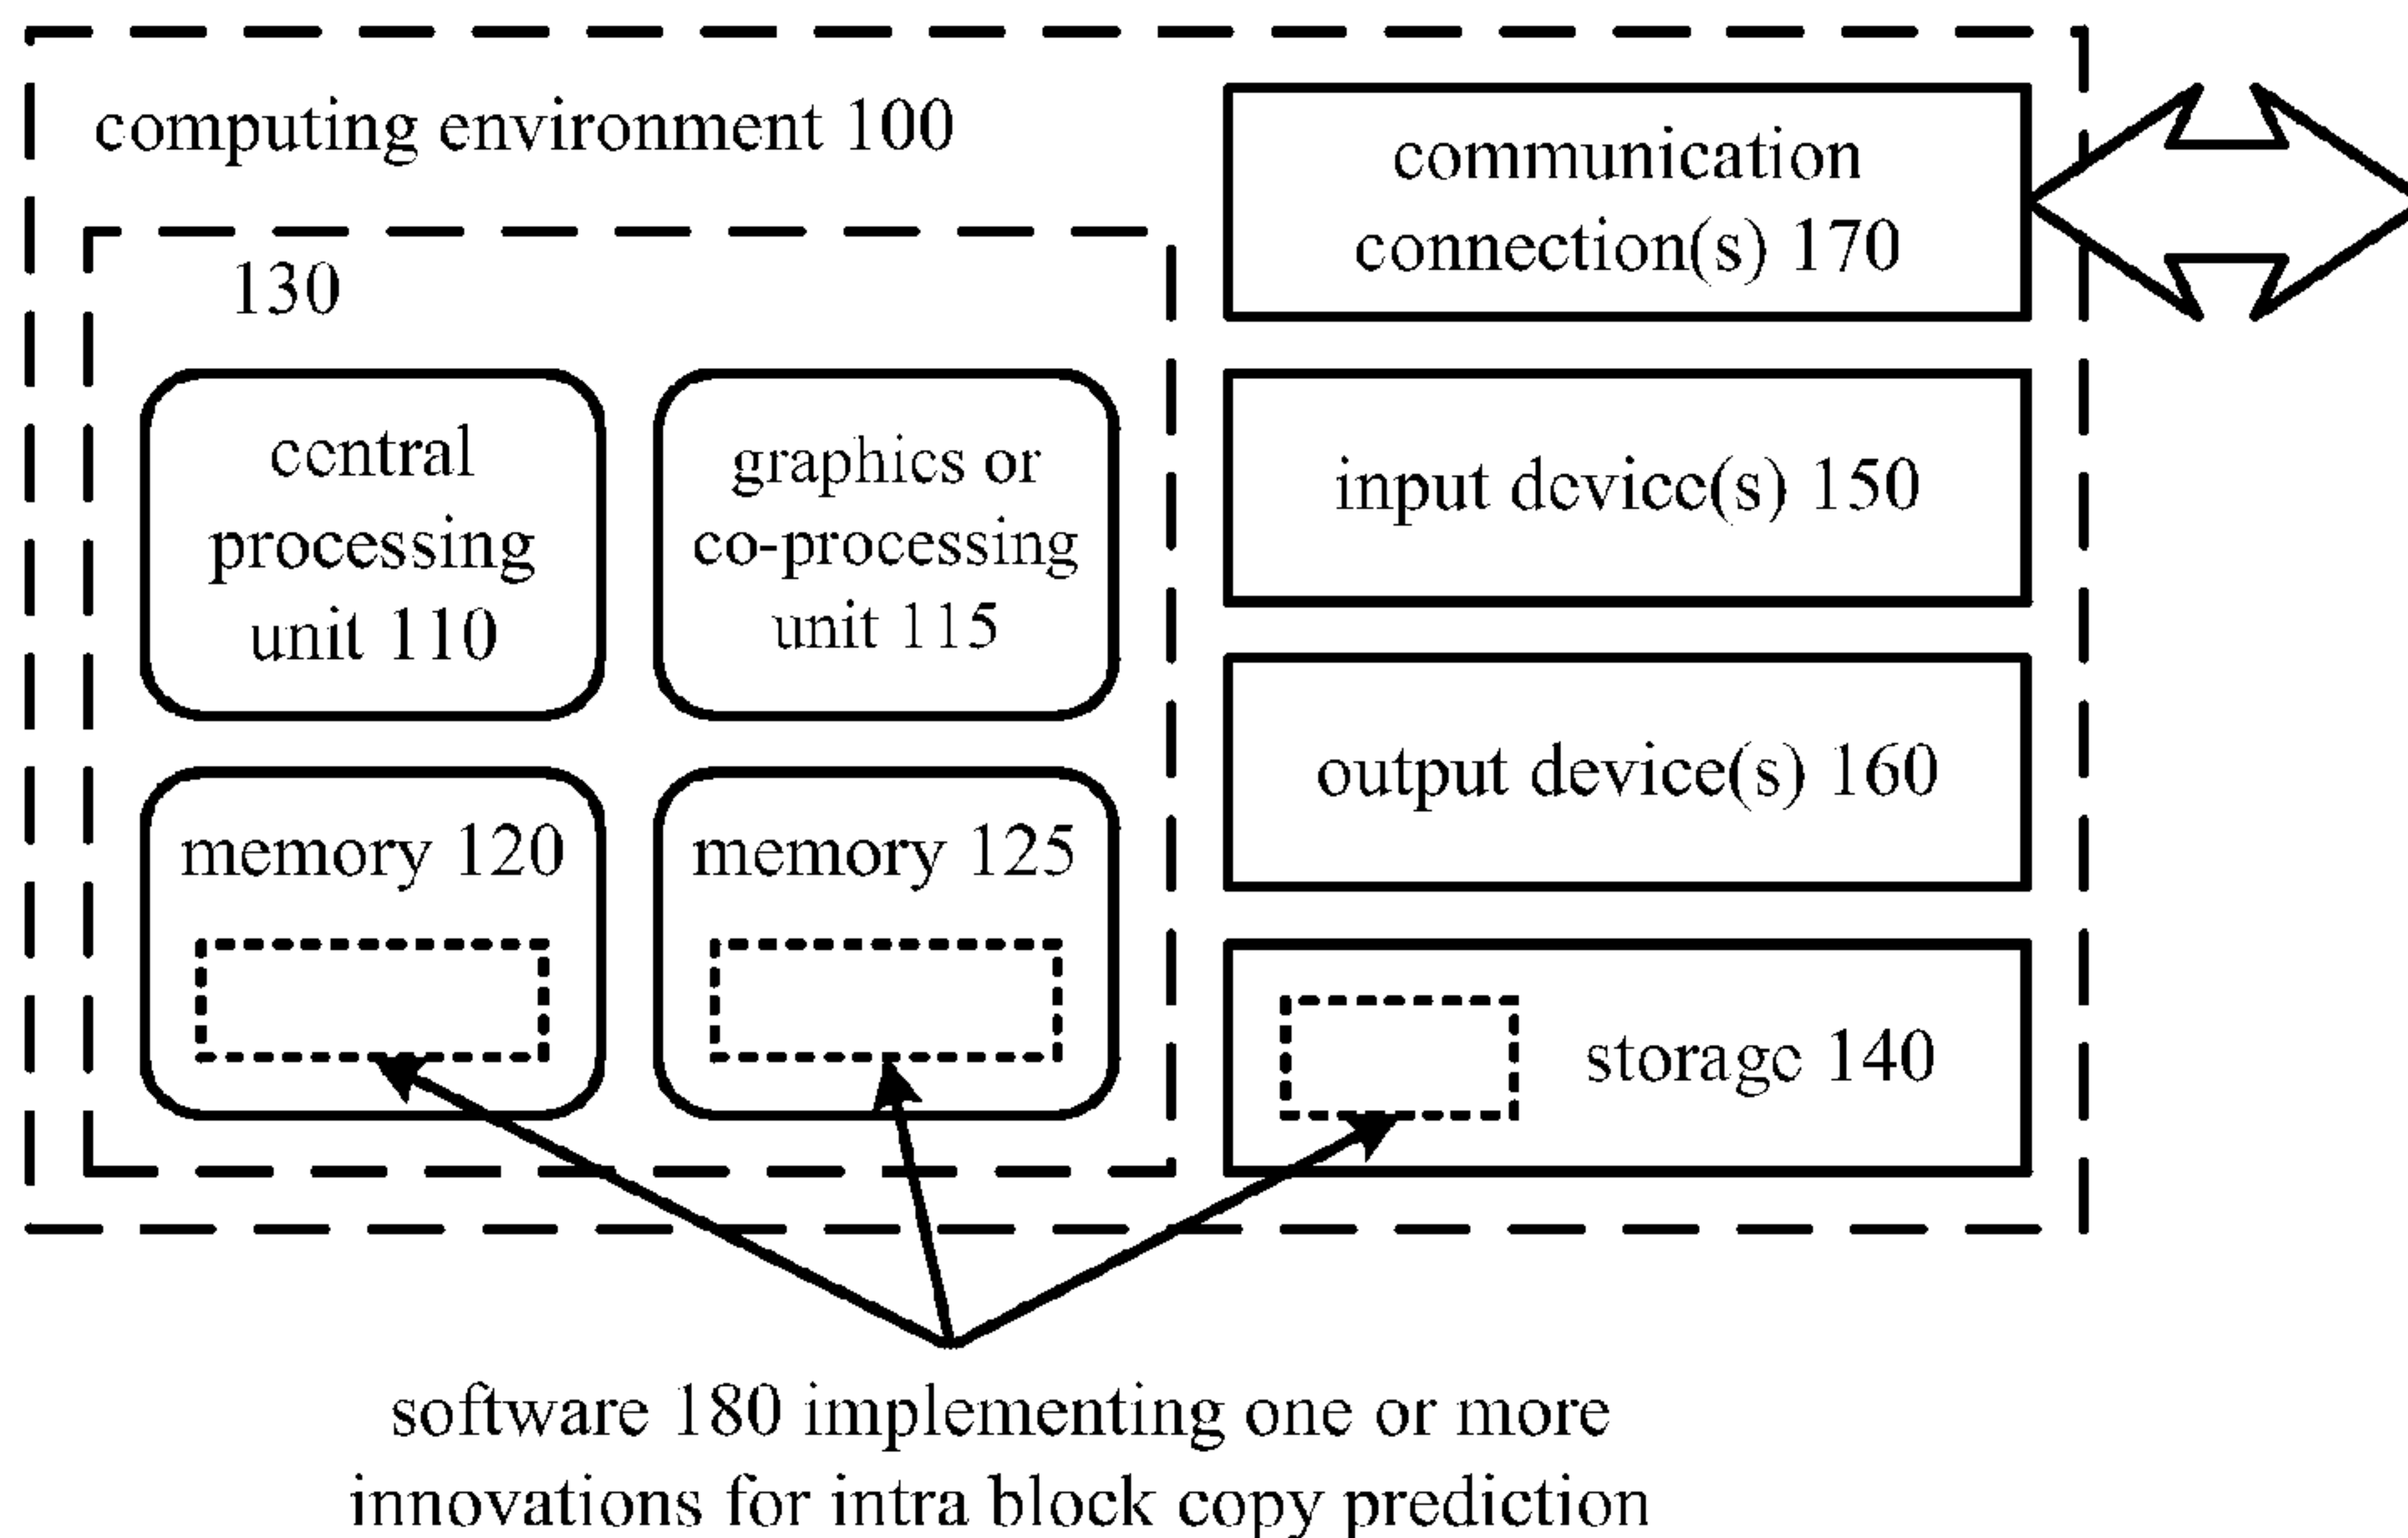 computing environment 100
130
central
processing
unit 110
graphics or
co-processing
unit 115
memory 120
memory 125
communication
connection(s) 170
input device(s) 150
output device(s) 160
storage 140
software 180 implementing one or more
innovations for intra block copy prediction